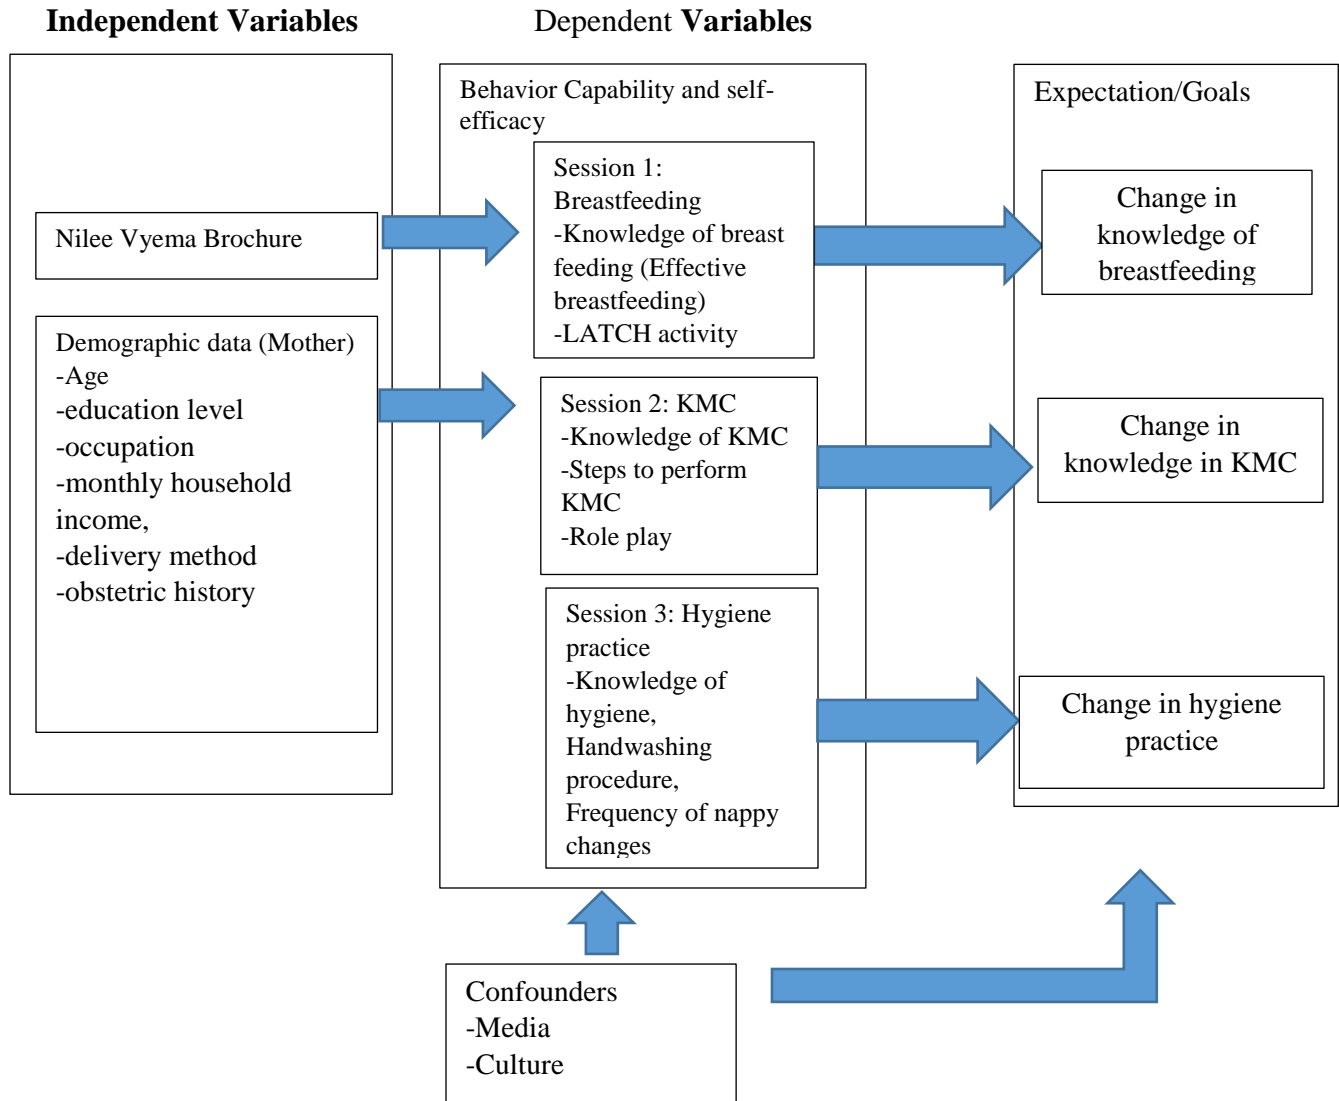 Independent Variables
Dependent Variables
Nilee Vyema Brochure
Demographic data (Mother)
-Age
-education level
-occupation
-monthly household
income,
-delivery method
-obstetric history
Behavior Capability and self-
efficacy
Session 1:
Breastfeeding
-Knowledge of breast
feeding (Effective
breastfeeding)
-LATCH activity
Session 2: KMC
-Knowledge of KMC
-Steps to perform
KMC
-Role play
Session 3: Hygiene
practice
-Knowledge of
hygiene,
Handwashing
procedure,
Frequency of nappy
changes
Expectation/Goals
Change in
knowledge of
breastfeeding
Change in
knowledge in KMC
Change in hygiene
practice
Confounders
-Media
-Culture